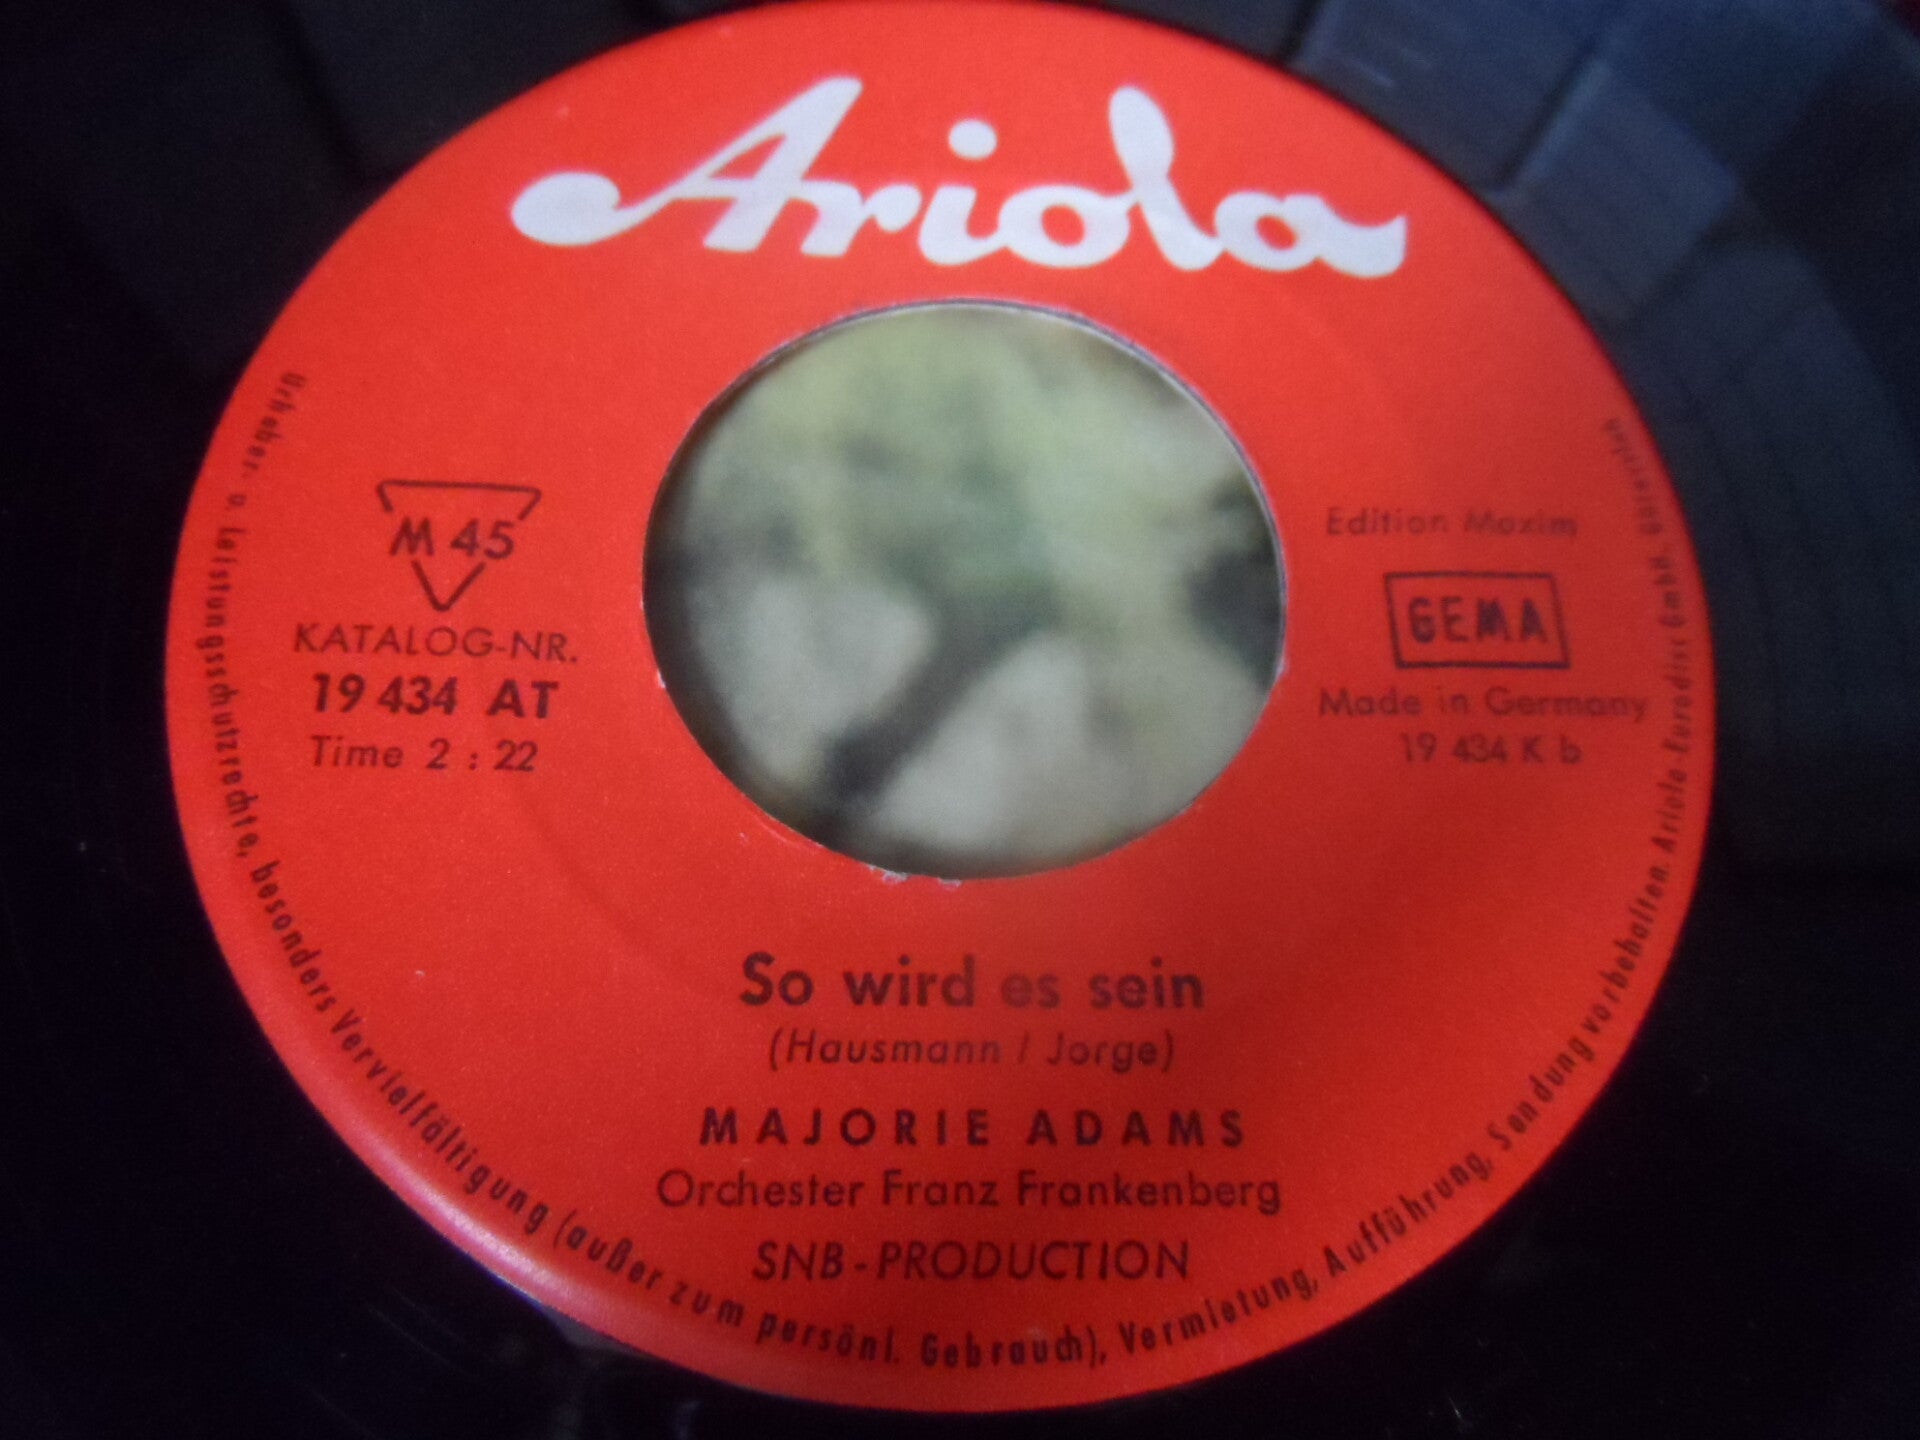 Ariola
M 45
KATALOG-NR.
19 434 AT
Time 2 : 22
Edition Maxim
GEMA
Made in Germany
19 434 K b
So wird es sein
(Hausmann / Jorge)
MAJORIE ADAMS
Orchester Franz Frankenberg
SNB-PRODUCTION
Urheber- u. Leistungsschutzrechte, besonders Vervielfältigung (außer zum persönl. Gebrauch), Vermietung, Aufführung, Sendung vorbehalten. Ariola-Eurodisc GmbH, Gütersloh